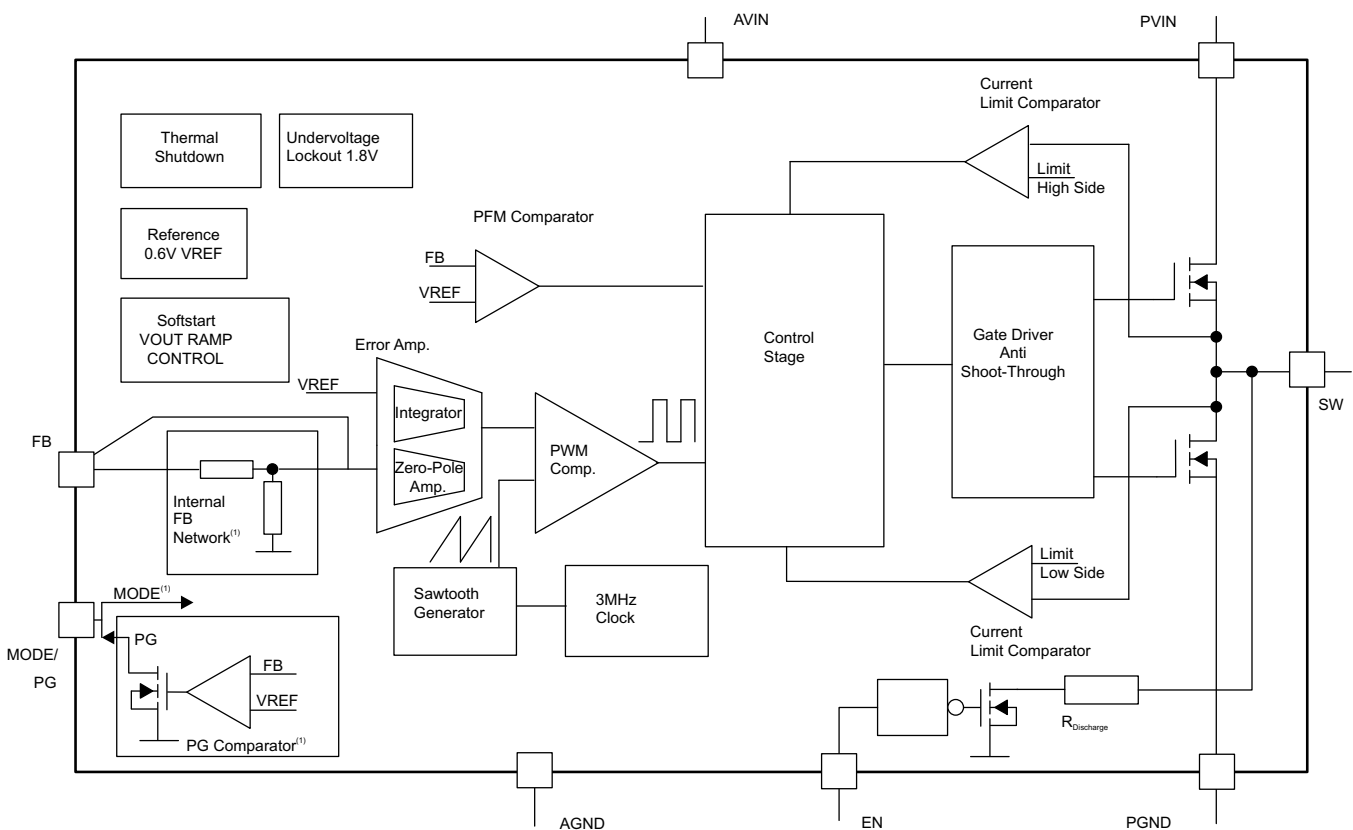 AVIN
PVIN
Current
Limit Comparator
Thermal
Shutdown
Undervoltage
Lockout 1.8V
Limit
High Side
Reference
0.6V VREF
PFM Comparator
FB
VREF
Softstart
VOUT RAMP
CONTROL
Error Amp.
VREF
Integrator
Zero-Pole
Amp.
PWM
Comp.
Control
Stage
Gate Driver
Anti
Shoot-Through
SW
FB
Internal
FB
Network(1)
Sawtooth
Generator
3MHz
Clock
Limit
Low Side
Current
Limit Comparator
MODE(1)
MODE/
PG
PG
FB
VREF
PG Comparator(1)
RDischarge
AGND
EN
PGND